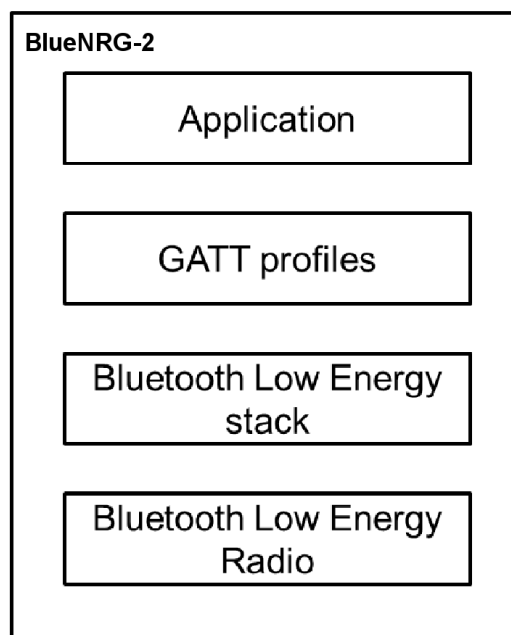 BlueNRG-2
Application
GATT profiles
Bluetooth Low Energy
stack
Bluetooth Low Energy
Radio